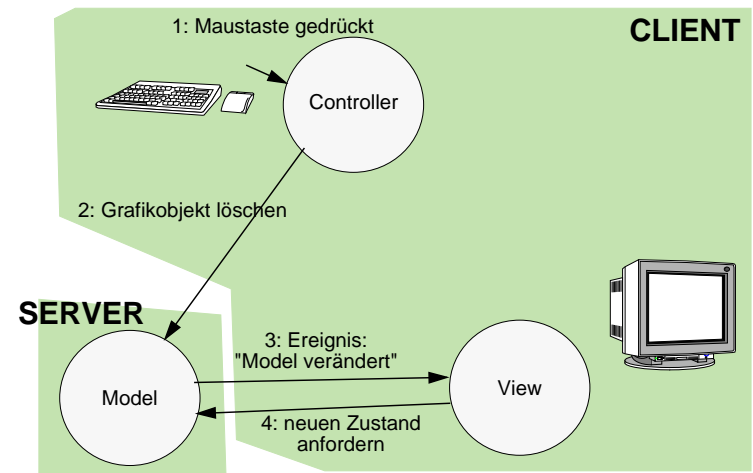 1: Maustaste gedrückt
CLIENT
Controller
2: Grafikobjekt löschen
SERVER
3: Ereignis:
"Model verändert"
Model
View
4: neuen Zustand
anfordern